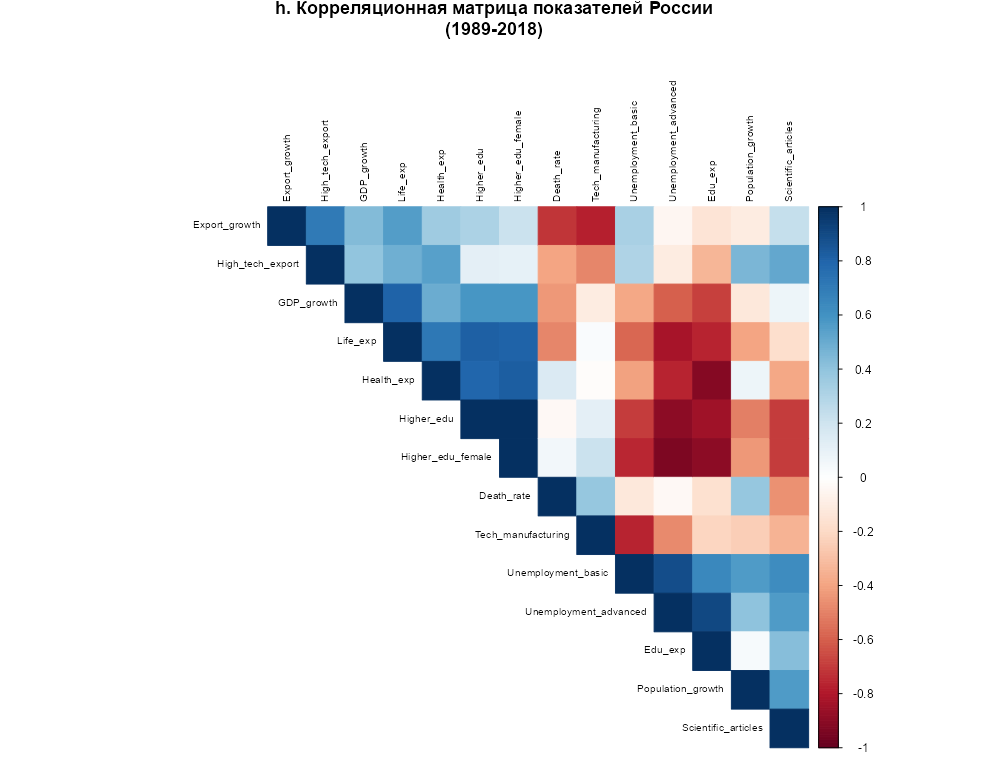 h. Корреляционная матрица показателей России
(1989-2018)
Export_growth
High_tech_export
GDP_growth
Life_exp
Health_exp
Higher_edu
Higher_edu_female
Death_rate
Tech_manufacturing
Unemployment_basic
Unemployment_advanced
Edu_exp
Population_growth
Scientific_articles
Export_growth
High_tech_export
GDP_growth
Life_exp
Health_exp
Higher_edu
Higher_edu_female
Death_rate
Tech_manufacturing
Unemployment_basic
Unemployment_advanced
Edu_exp
Population_growth
Scientific_articles
1
0.8
0.6
0.4
0.2
0
-0.2
-0.4
-0.6
-0.8
-1